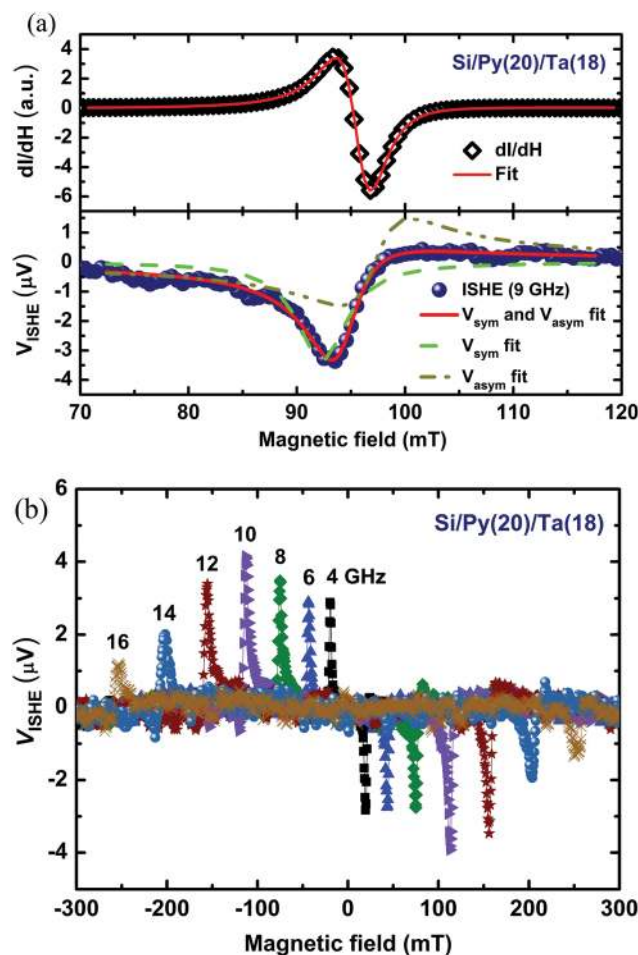 (a)
4
2
0
-2
-4
-6
dI/dH (a.u.)
Si/Py(20)/Ta(18)
dI/dH
Fit
1
0
-1
-2
-3
-4
V_ISHE (μV)
ISHE (9 GHz)
V_sym and V_asym fit
V_sym fit
V_asym fit
70 80 90 100 110 120
Magnetic field (mT)
(b)
6
4
2
0
-2
-4
V_ISHE (μV)
Si/Py(20)/Ta(18)
16 14 12 10 8 6 4 GHz
-300 -200 -100 0 100 200 300
Magnetic field (mT)